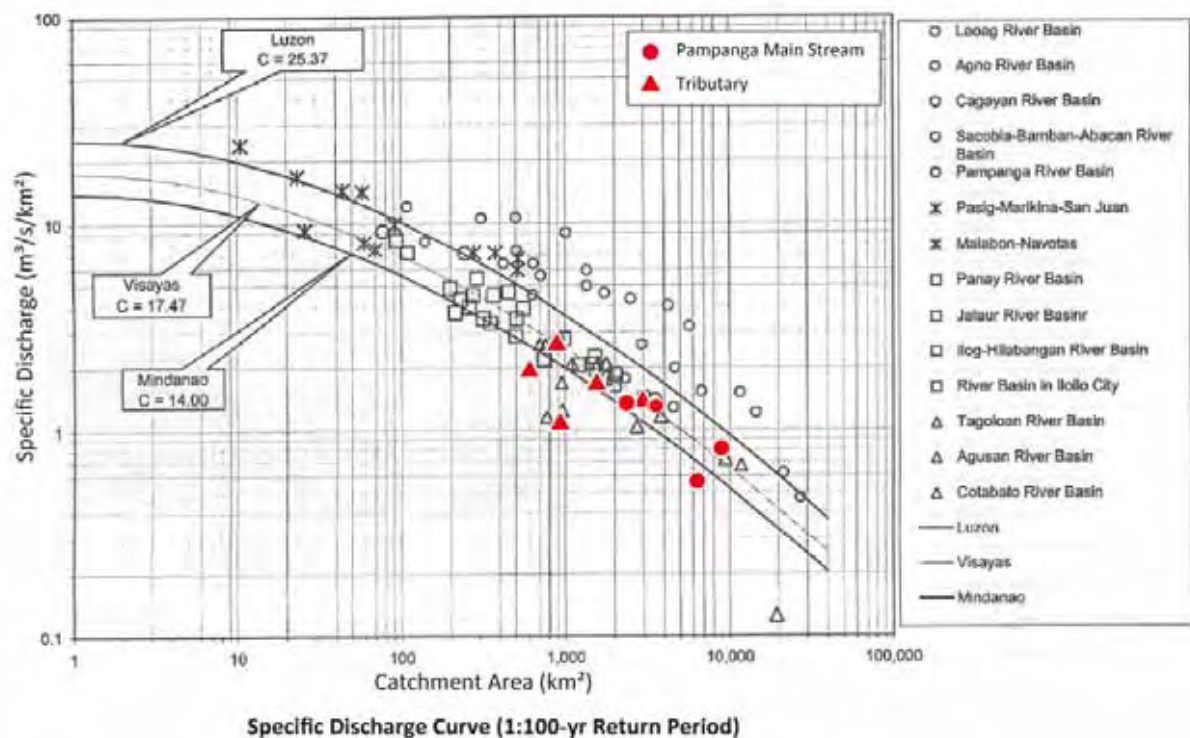 100
10
1
0.1
Specific Discharge (m³/s/km²)
Luzon
C = 25.37
Visayas
C = 17.47
Mindanao
C = 14.00
Pampanga Main Stream
Tributary
1
10
100
1,000
10,000
100,000
Catchment Area (km²)
Laoag River Basin
Agno River Basin
Cagayan River Basin
Sacobia-Bamban-Abacan River
Basin
Pampanga River Basin
Pasig-Marikina-San Juan
Malabon-Navotas
Panay River Basin
Jalaur River Basinr
Ilog-Hilabangan River Basin
River Basin in Iloilo City
Tagoloan River Basin
Agusan River Basin
Cotabato River Basin
Luzon
Visayas
Mindanao
Specific Discharge Curve (1:100-yr Return Period)